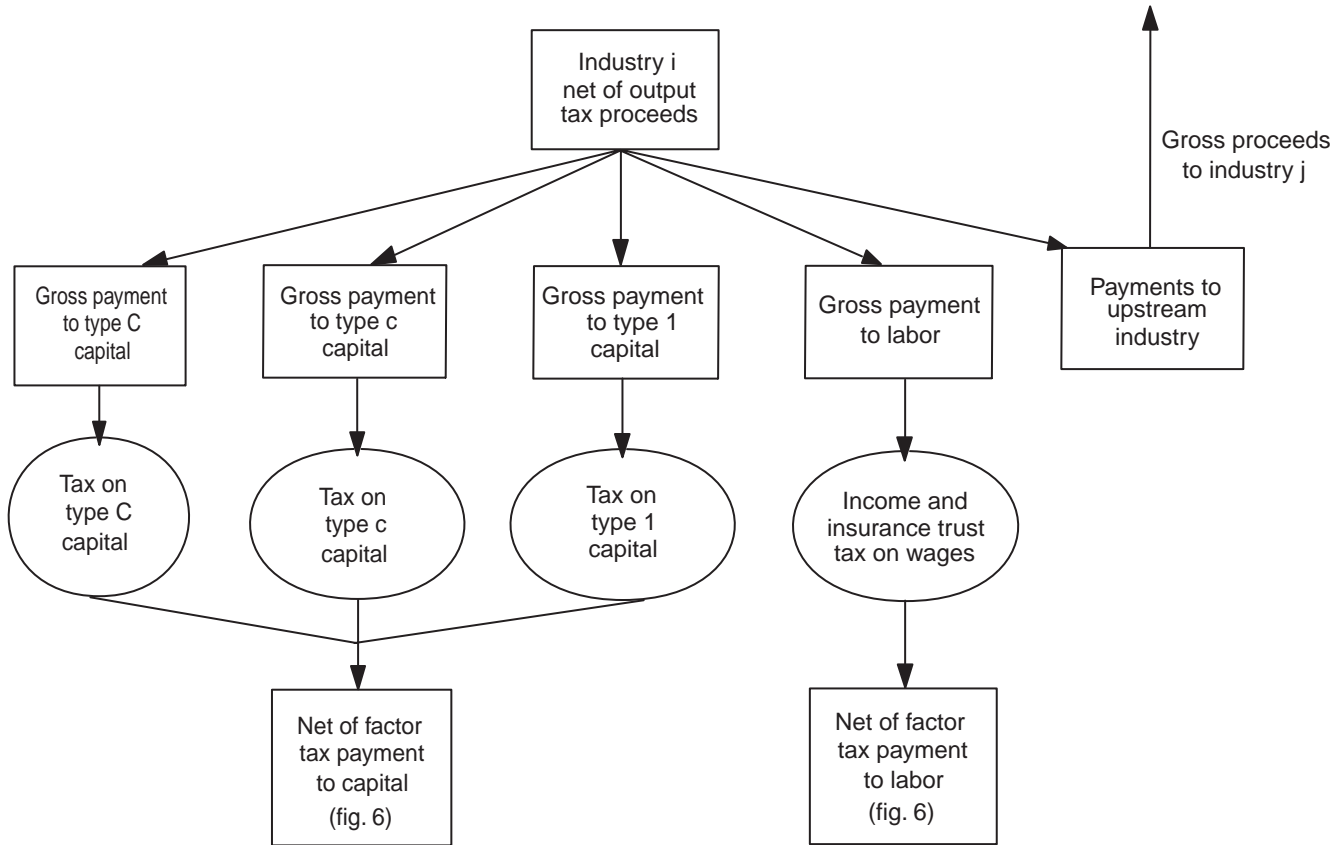 Industry i
net of output
tax proceeds
Gross proceeds
to industry j
Gross payment
to type C
capital
Gross payment
to type c
capital
Gross payment
to type 1
capital
Gross payment
to labor
Payments to
upstream
industry
Tax on
type C
capital
Tax on
type c
capital
Tax on
type 1
capital
Income and
insurance trust
tax on wages
Net of factor
tax payment
to capital
(fig. 6)
Net of factor
tax payment
to labor
(fig. 6)